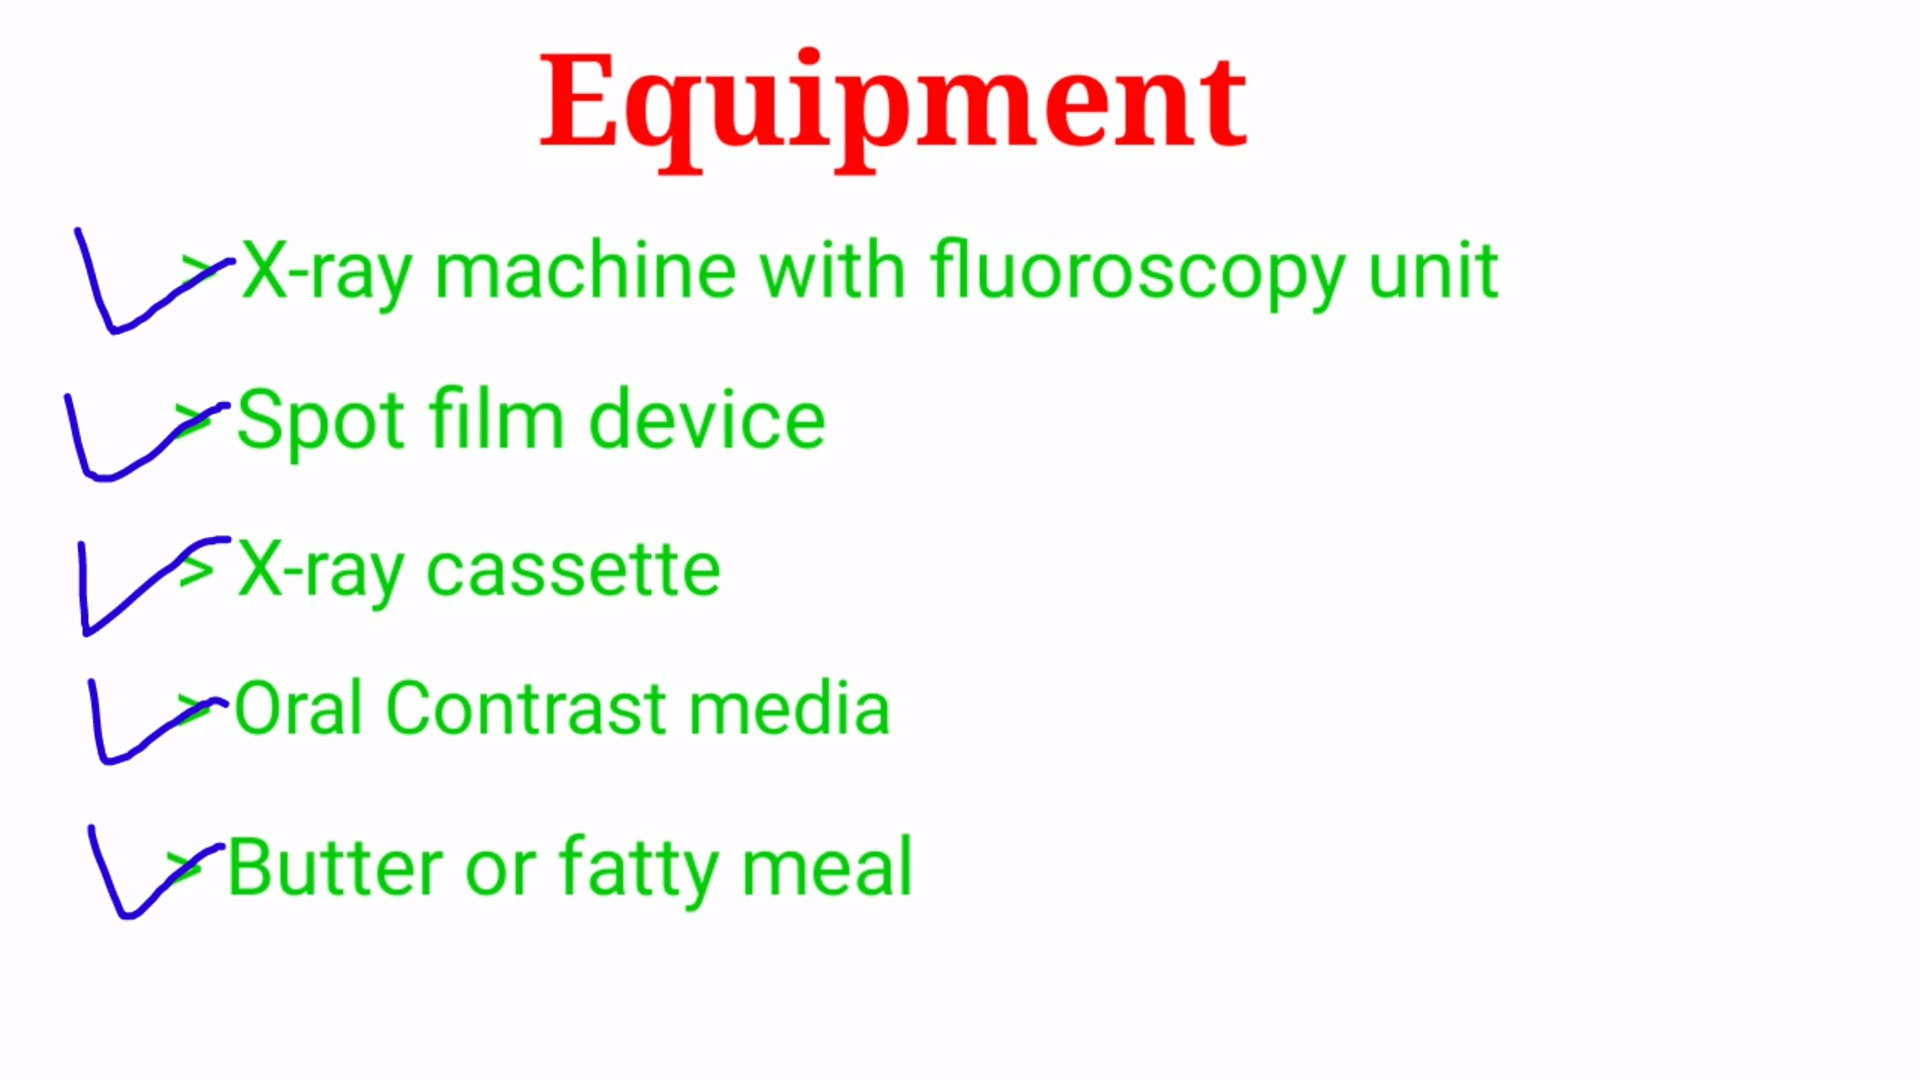 Equipment
> X-ray machine with fluoroscopy unit
> Spot film device
> X-ray cassette
> Oral Contrast media
> Butter or fatty meal